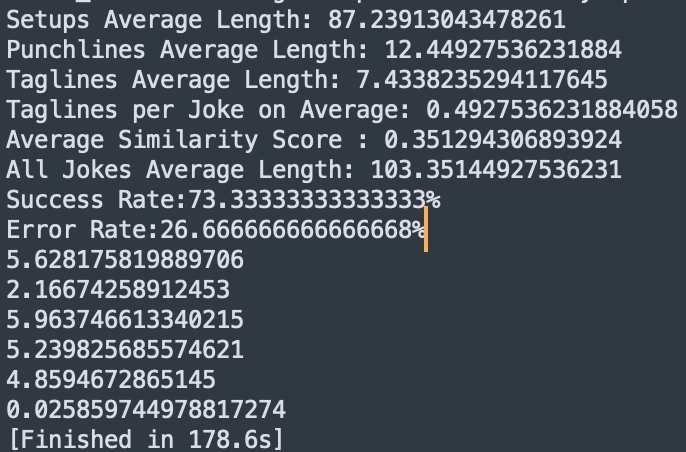 Setups Average Length: 87.23913043478261
Punchlines Average Length: 12.44927536231884
Taglines Average Length: 7.4338235294117645
Taglines per Joke on Average: 0.4927536231884058
Average Similarity Score : 0.351294306893924
All Jokes Average Length: 103.35144927536231
Success Rate:73.33333333333333%
Error Rate:26.666666666666668%
5.628175819889706
2.16674258912453
5.963746613340215
5.239825685574621
4.8594672865145
0.025859744978817274
[Finished in 178.6s]